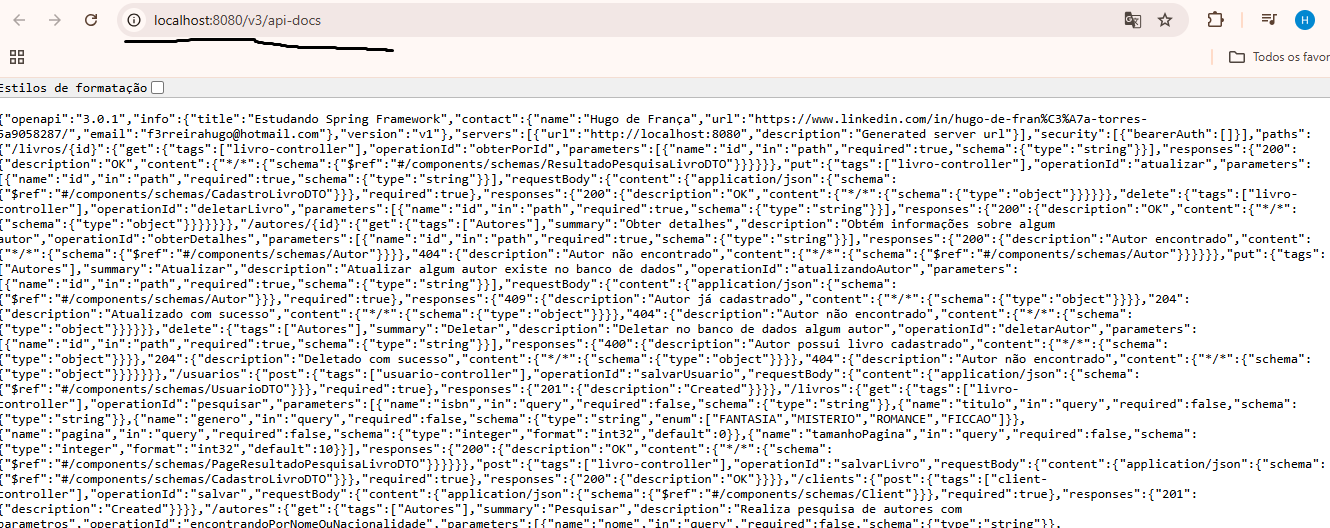 localhost:8080/v3/api-docs
H
Todos os favor
Estilos de formatação
{"openapi":"3.0.1","info":{"title":"Estudando Spring Framework","contact":{"name":"Hugo de França","url":"https://www.linkedin.com/in/hugo-de-fran%C3%A7a-torres-
5a9058287/","email":"f3rreirahugo@hotmail.com"},"version":"v1"},"servers":[{"url":"http://localhost:8080","description":"Generated server url"}],"security":[{"bearerAuth":[]}],"paths":
{"/livros/{id}":{"get":{"tags":["livro-controller"],"operationId":"obterPorId","parameters":[{"name":"id","in":"path","required":true,"schema":{"type":"string"}}],"responses":{"200":
{"description":"OK","content":{"*/*":{"schema":{"$ref":"#/components/schemas/ResultadoPesquisaLivroDTO"}}}}}},"put":{"tags":["livro-controller"],"operationId":"atualizar","parameters":
[{"name":"id","in":"path","required":true,"schema":{"type":"string"}}],"requestBody":{"content":{"application/json":{"schema":
{"$ref":"#/components/schemas/CadastroLivroDTO"}}},"required":true},"responses":{"200":{"description":"OK","content":{"*/*":{"schema":{"type":"object"}}}}}},"delete":{"tags":["livro-
controller"],"operationId":"deletarLivro","parameters":[{"name":"id","in":"path","required":true,"schema":{"type":"string"}}],"responses":{"200":{"description":"OK","content":{"*/*":
{"schema":{"type":"object"}}}}}}},"/autores/{id}":{"get":{"tags":["Autores"],"summary":"Obter detalhes","description":"Obtém informações sobre algum
autor","operationId":"obterDetalhes","parameters":[{"name":"id","in":"path","required":true,"schema":{"type":"string"}}],"responses":{"200":{"description":"Autor encontrado","content":
{"*/*":{"schema":{"$ref":"#/components/schemas/Autor"}}}},"404":{"description":"Autor não encontrado","content":{"*/*":{"schema":{"$ref":"#/components/schemas/Autor"}}}}}},"put":{"tags":
["Autores"],"summary":"Atualizar","description":"Atualizar algum autor existe no banco de dados","operationId":"atualizandoAutor","parameters":
[{"name":"id","in":"path","required":true,"schema":{"type":"string"}}],"requestBody":{"content":{"application/json":{"schema":
{"$ref":"#/components/schemas/Autor"}}},"required":true},"responses":{"409":{"description":"Autor já cadastrado","content":{"*/*":{"schema":{"type":"object"}}}},"204":
{"description":"Atualizado com sucesso","content":{"*/*":{"schema":{"type":"object"}}}},"404":{"description":"Autor não encontrado","content":{"*/*":{"schema":
{"type":"object"}}}}}},"delete":{"tags":["Autores"],"summary":"Deletar","description":"Deletar no banco de dados algum autor","operationId":"deletarAutor","parameters":
[{"name":"id","in":"path","required":true,"schema":{"type":"string"}}],"responses":{"400":{"description":"Autor possui livro cadastrado","content":{"*/*":{"schema":
{"type":"object"}}}},"204":{"description":"Deletado com sucesso","content":{"*/*":{"schema":{"type":"object"}}}},"404":{"description":"Autor não encontrado","content":{"*/*":{"schema":
{"type":"object"}}}}}}},"/usuarios":{"post":{"tags":["usuario-controller"],"operationId":"salvarUsuario","requestBody":{"content":{"application/json":{"schema":
{"$ref":"#/components/schemas/UsuarioDTO"}}},"required":true},"responses":{"201":{"description":"Created"}}}},"/livros":{"get":{"tags":["livro-
controller"],"operationId":"pesquisar","parameters":[{"name":"isbn","in":"query","required":false,"schema":{"type":"string"}},{"name":"titulo","in":"query","required":false,"schema":
{"type":"string"}},{"name":"genero","in":"query","required":false,"schema":{"type":"string","enum":["FANTASIA","MISTERIO","ROMANCE","FICCAO"]}},
{"name":"pagina","in":"query","required":false,"schema":{"type":"integer","format":"int32","default":0}},{"name":"tamanhoPagina","in":"query","required":false,"schema":
{"type":"integer","format":"int32","default":10}}],"responses":{"200":{"description":"OK","content":{"*/*":{"schema":
{"$ref":"#/components/schemas/PageResultadoPesquisaLivroDTO"}}}}}},"post":{"tags":["livro-controller"],"operationId":"salvarLivro","requestBody":{"content":{"application/json":{"schema":
{"$ref":"#/components/schemas/CadastroLivroDTO"}}},"required":true},"responses":{"200":{"description":"OK"}}}},"/clients":{"post":{"tags":["client-
controller"],"operationId":"salvar","requestBody":{"content":{"application/json":{"schema":{"$ref":"#/components/schemas/Client"}}},"required":true},"responses":{"201":
{"description":"Created"}}}},"/autores":{"get":{"tags":["Autores"],"summary":"Pesquisar","description":"Realiza pesquisa de autores com
parametros","operationId":"encontrandoPorNomeOuNacionalidade","parameters":[{"name":"nome","in":"query","required":false,"schema":{"type":"string"}},